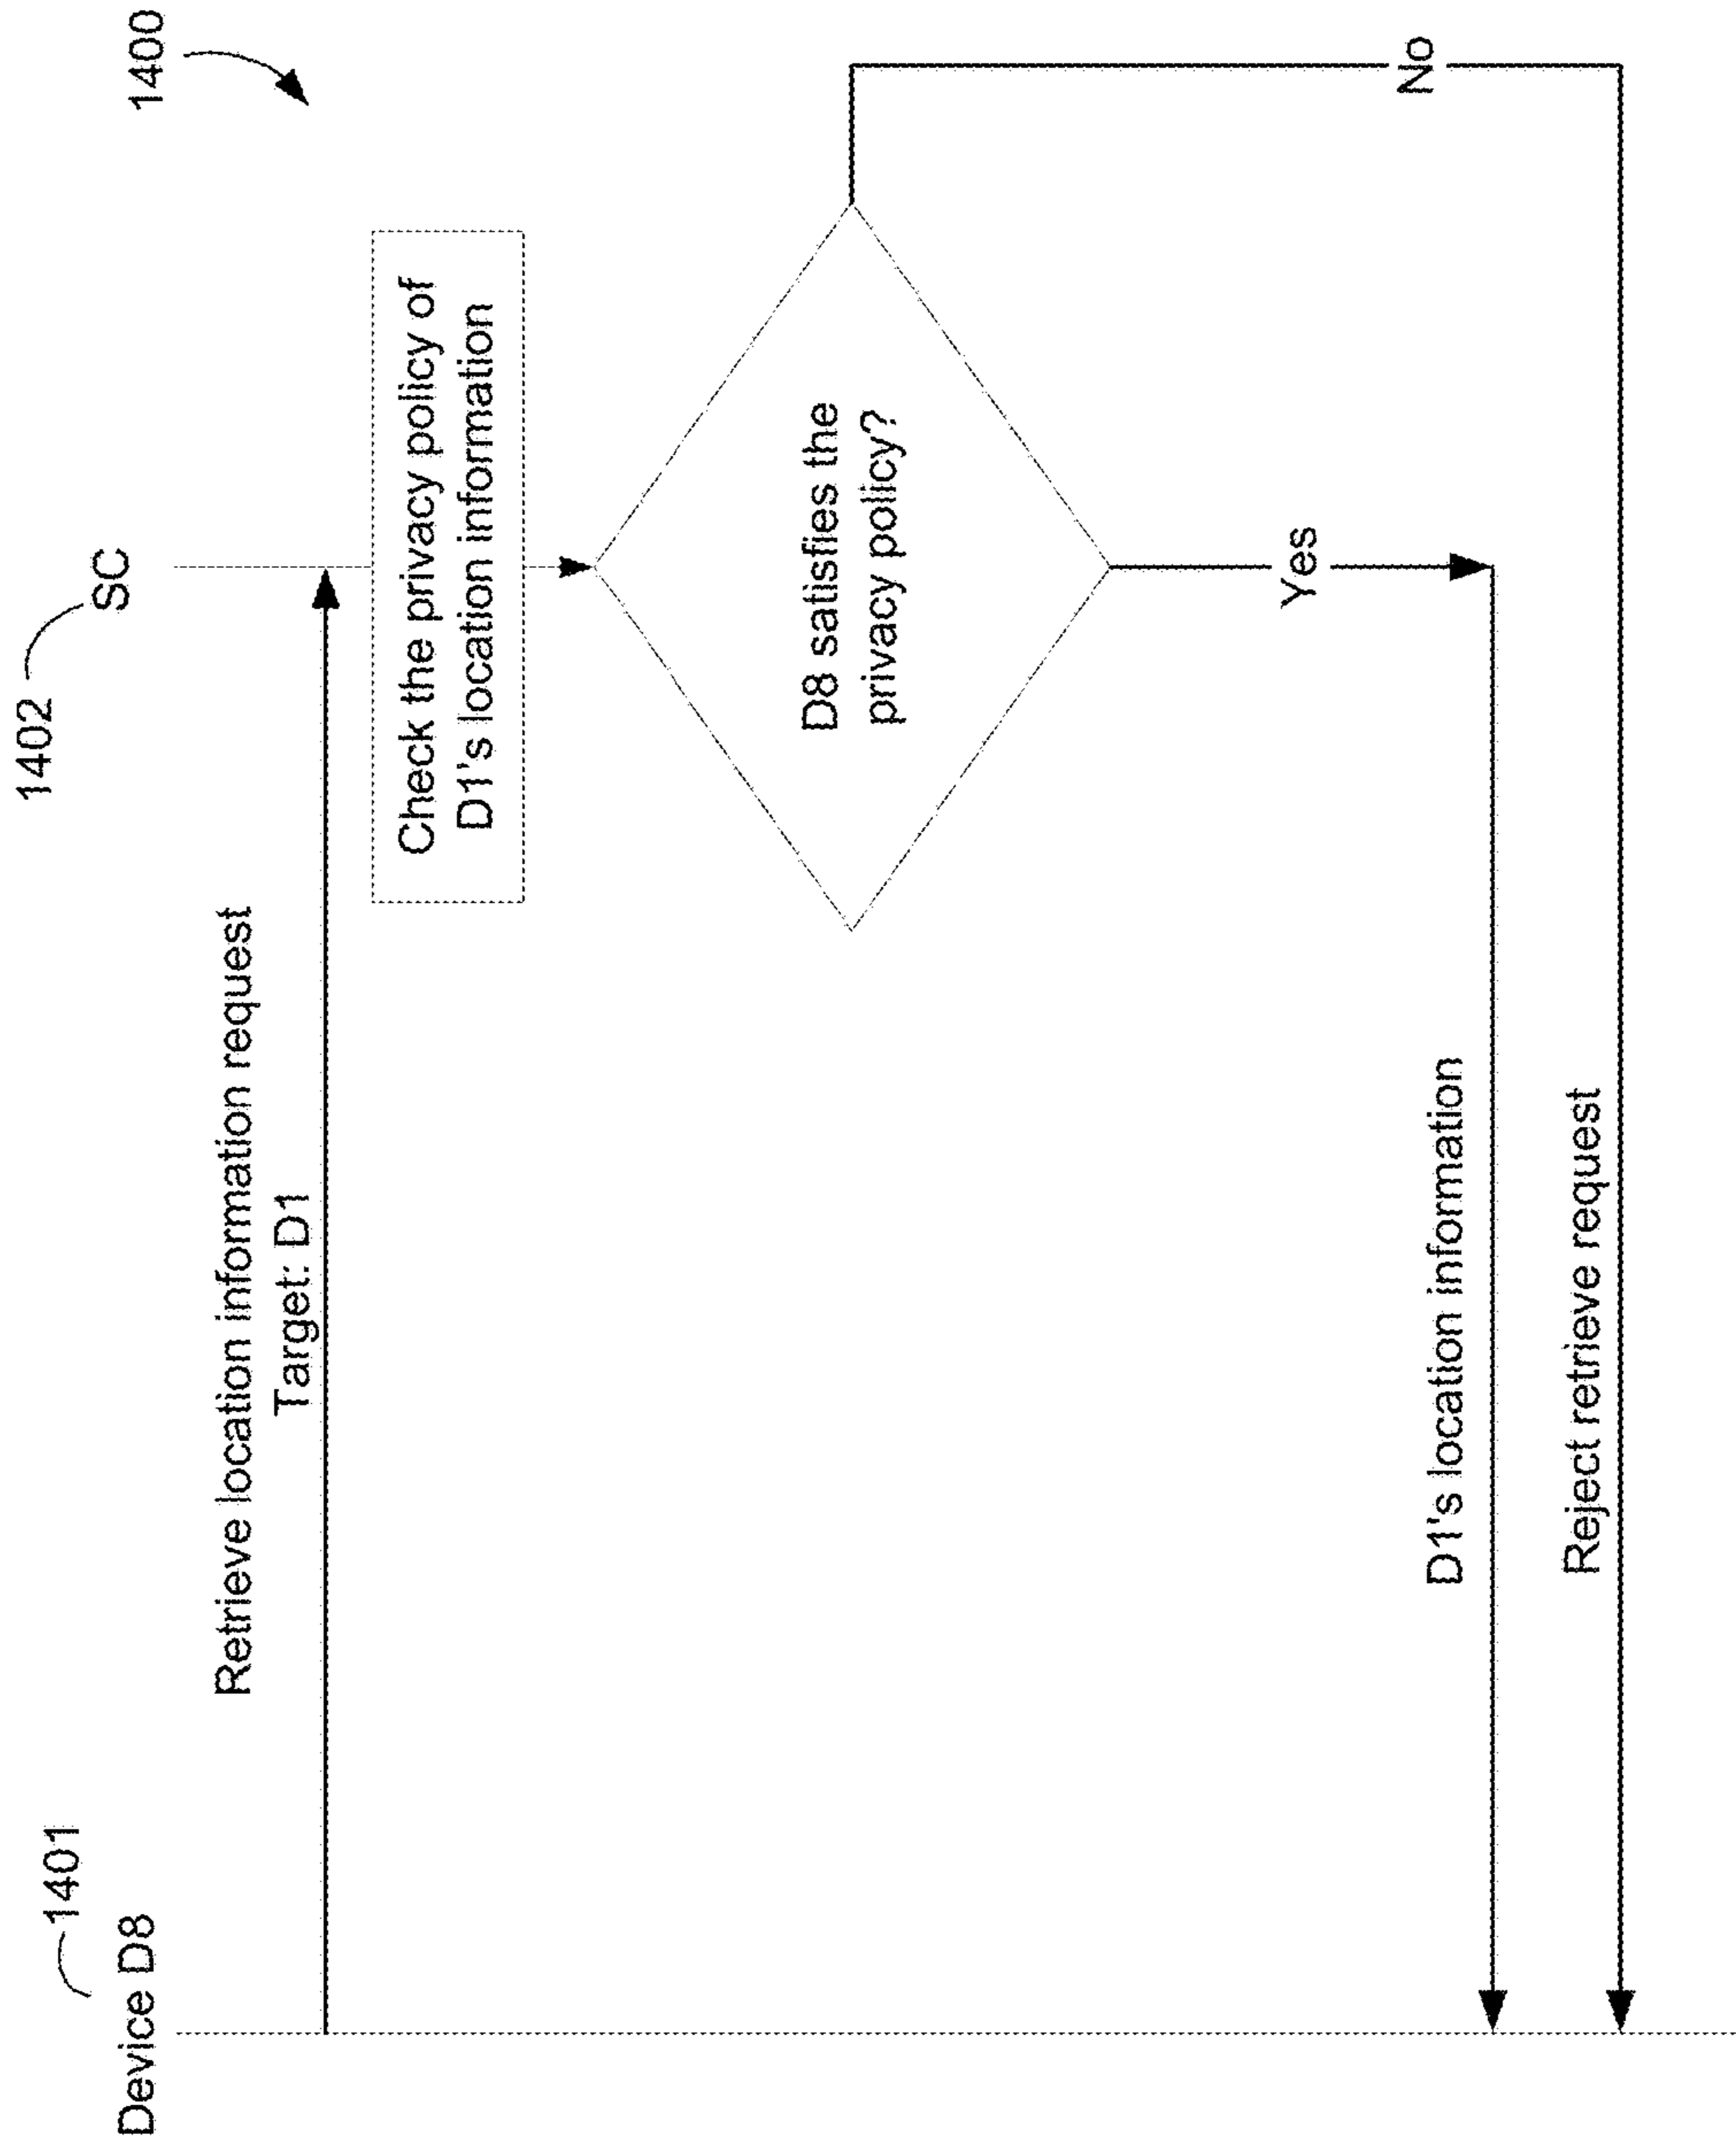 1400
1402
SC
1401
Device D8
Retrieve location information request
Target: D1
Check the privacy policy of
D1's location information
D8 satisfies the
privacy policy?
Yes
No
D1's location information
Reject retrieve request